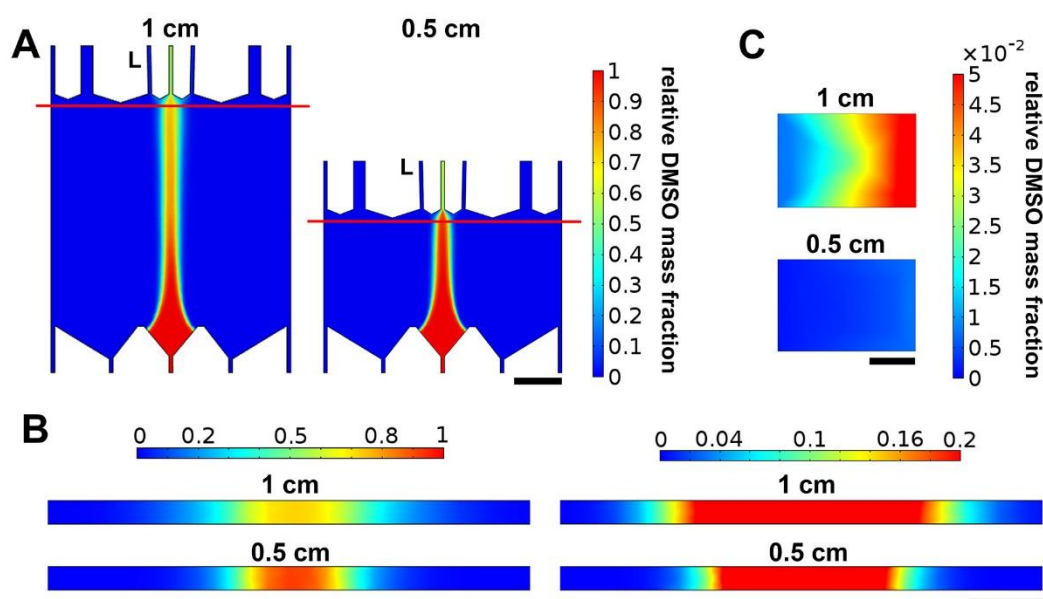 A
1 cm
0.5 cm
L
L
1
0.9
0.8
0.7
0.6
0.5
0.4
0.3
0.2
0.1
0
relative DMSO mass fraction
C
×10-2
1 cm
0.5 cm
5
4.5
4
3.5
3
2.5
2
1.5
1
0.5
0
relative DMSO mass fraction
B
0 0.2 0.5 0.8 1
1 cm
0.5 cm
0 0.04 0.1 0.16 0.2
1 cm
0.5 cm